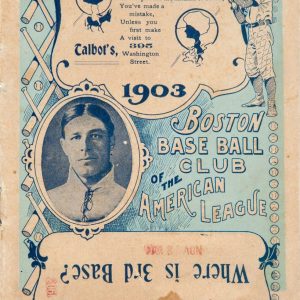 You've made a
mistake,
Unless you
first make
A visit to
Talbot's, 395
Washington
Street.
1903
BOSTON
BASE BALL
CLUB
OF THE
AMERICAN LEAGUE
Where is 3rd Base?